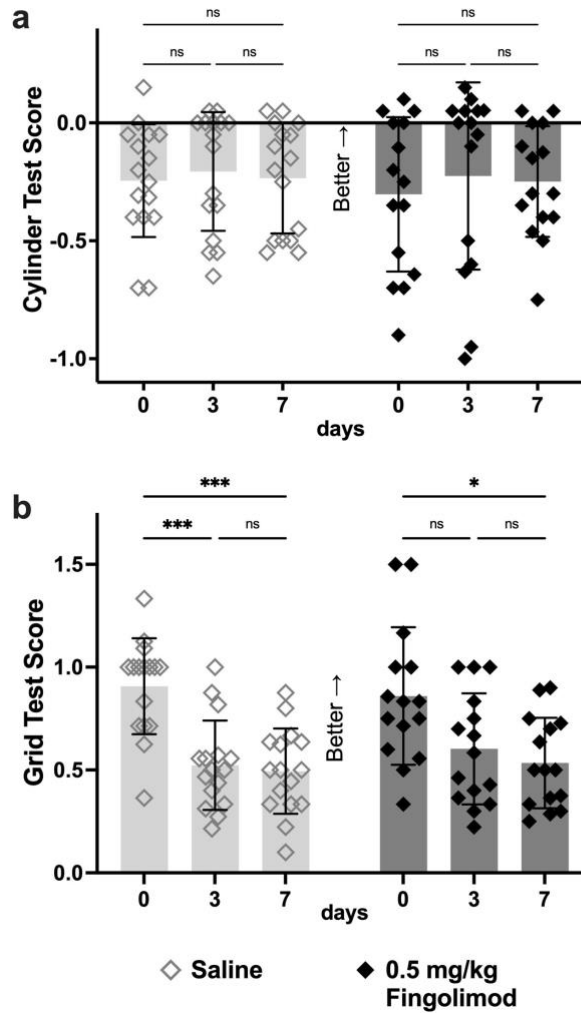 a
ns
ns
ns
ns
ns
ns
Cylinder Test Score
0.0
-0.5
-1.0
Better →
0
3
7
0
3
7
days
days
b
***
*
***
ns
ns
ns
Grid Test Score
1.5
1.0
0.5
0.0
Better →
0
3
7
0
3
7
days
days
Saline
0.5 mg/kg
Fingolimod